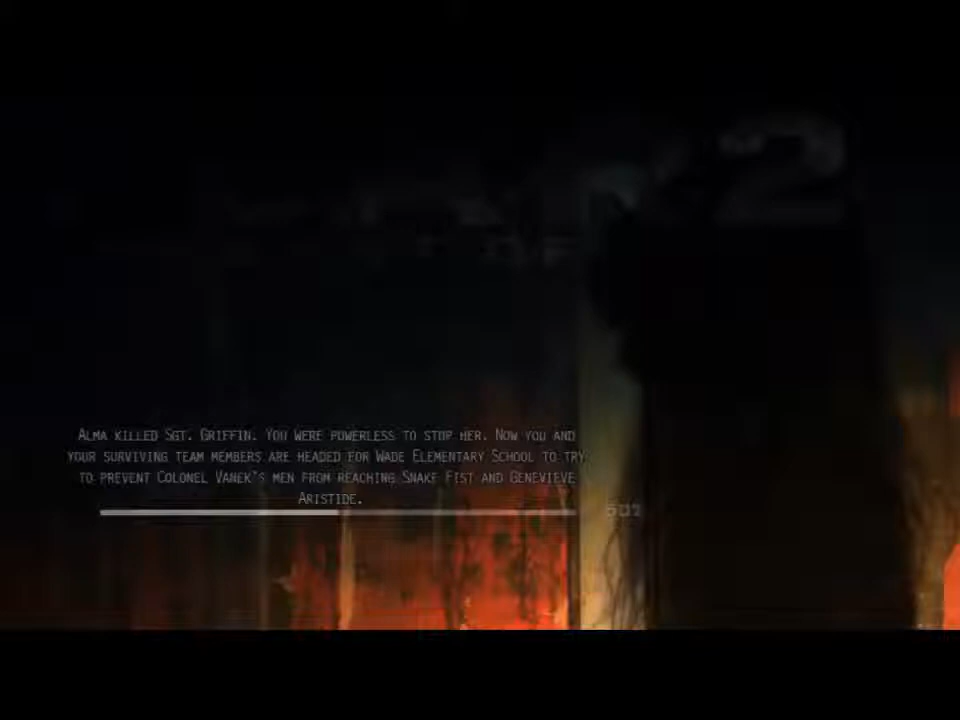 2
Alma killed Sgt. Griffin. You were powerless to stop her. Now you and
your surviving team members are headed for Wade Elementary School to try
to prevent Colonel Vanek's men from reaching Snake Fist and Genevieve
Aristide.